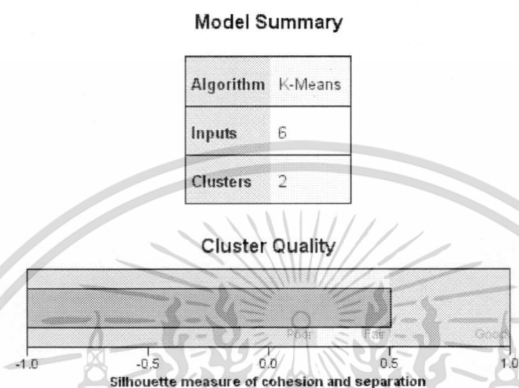 Model Summary
Algorithm K-Means
Inputs 6
Clusters 2
Cluster Quality
Poor Fair Good
-1.0 -0.5 0.0 0.5 1.0
Silhouette measure of cohesion and separation